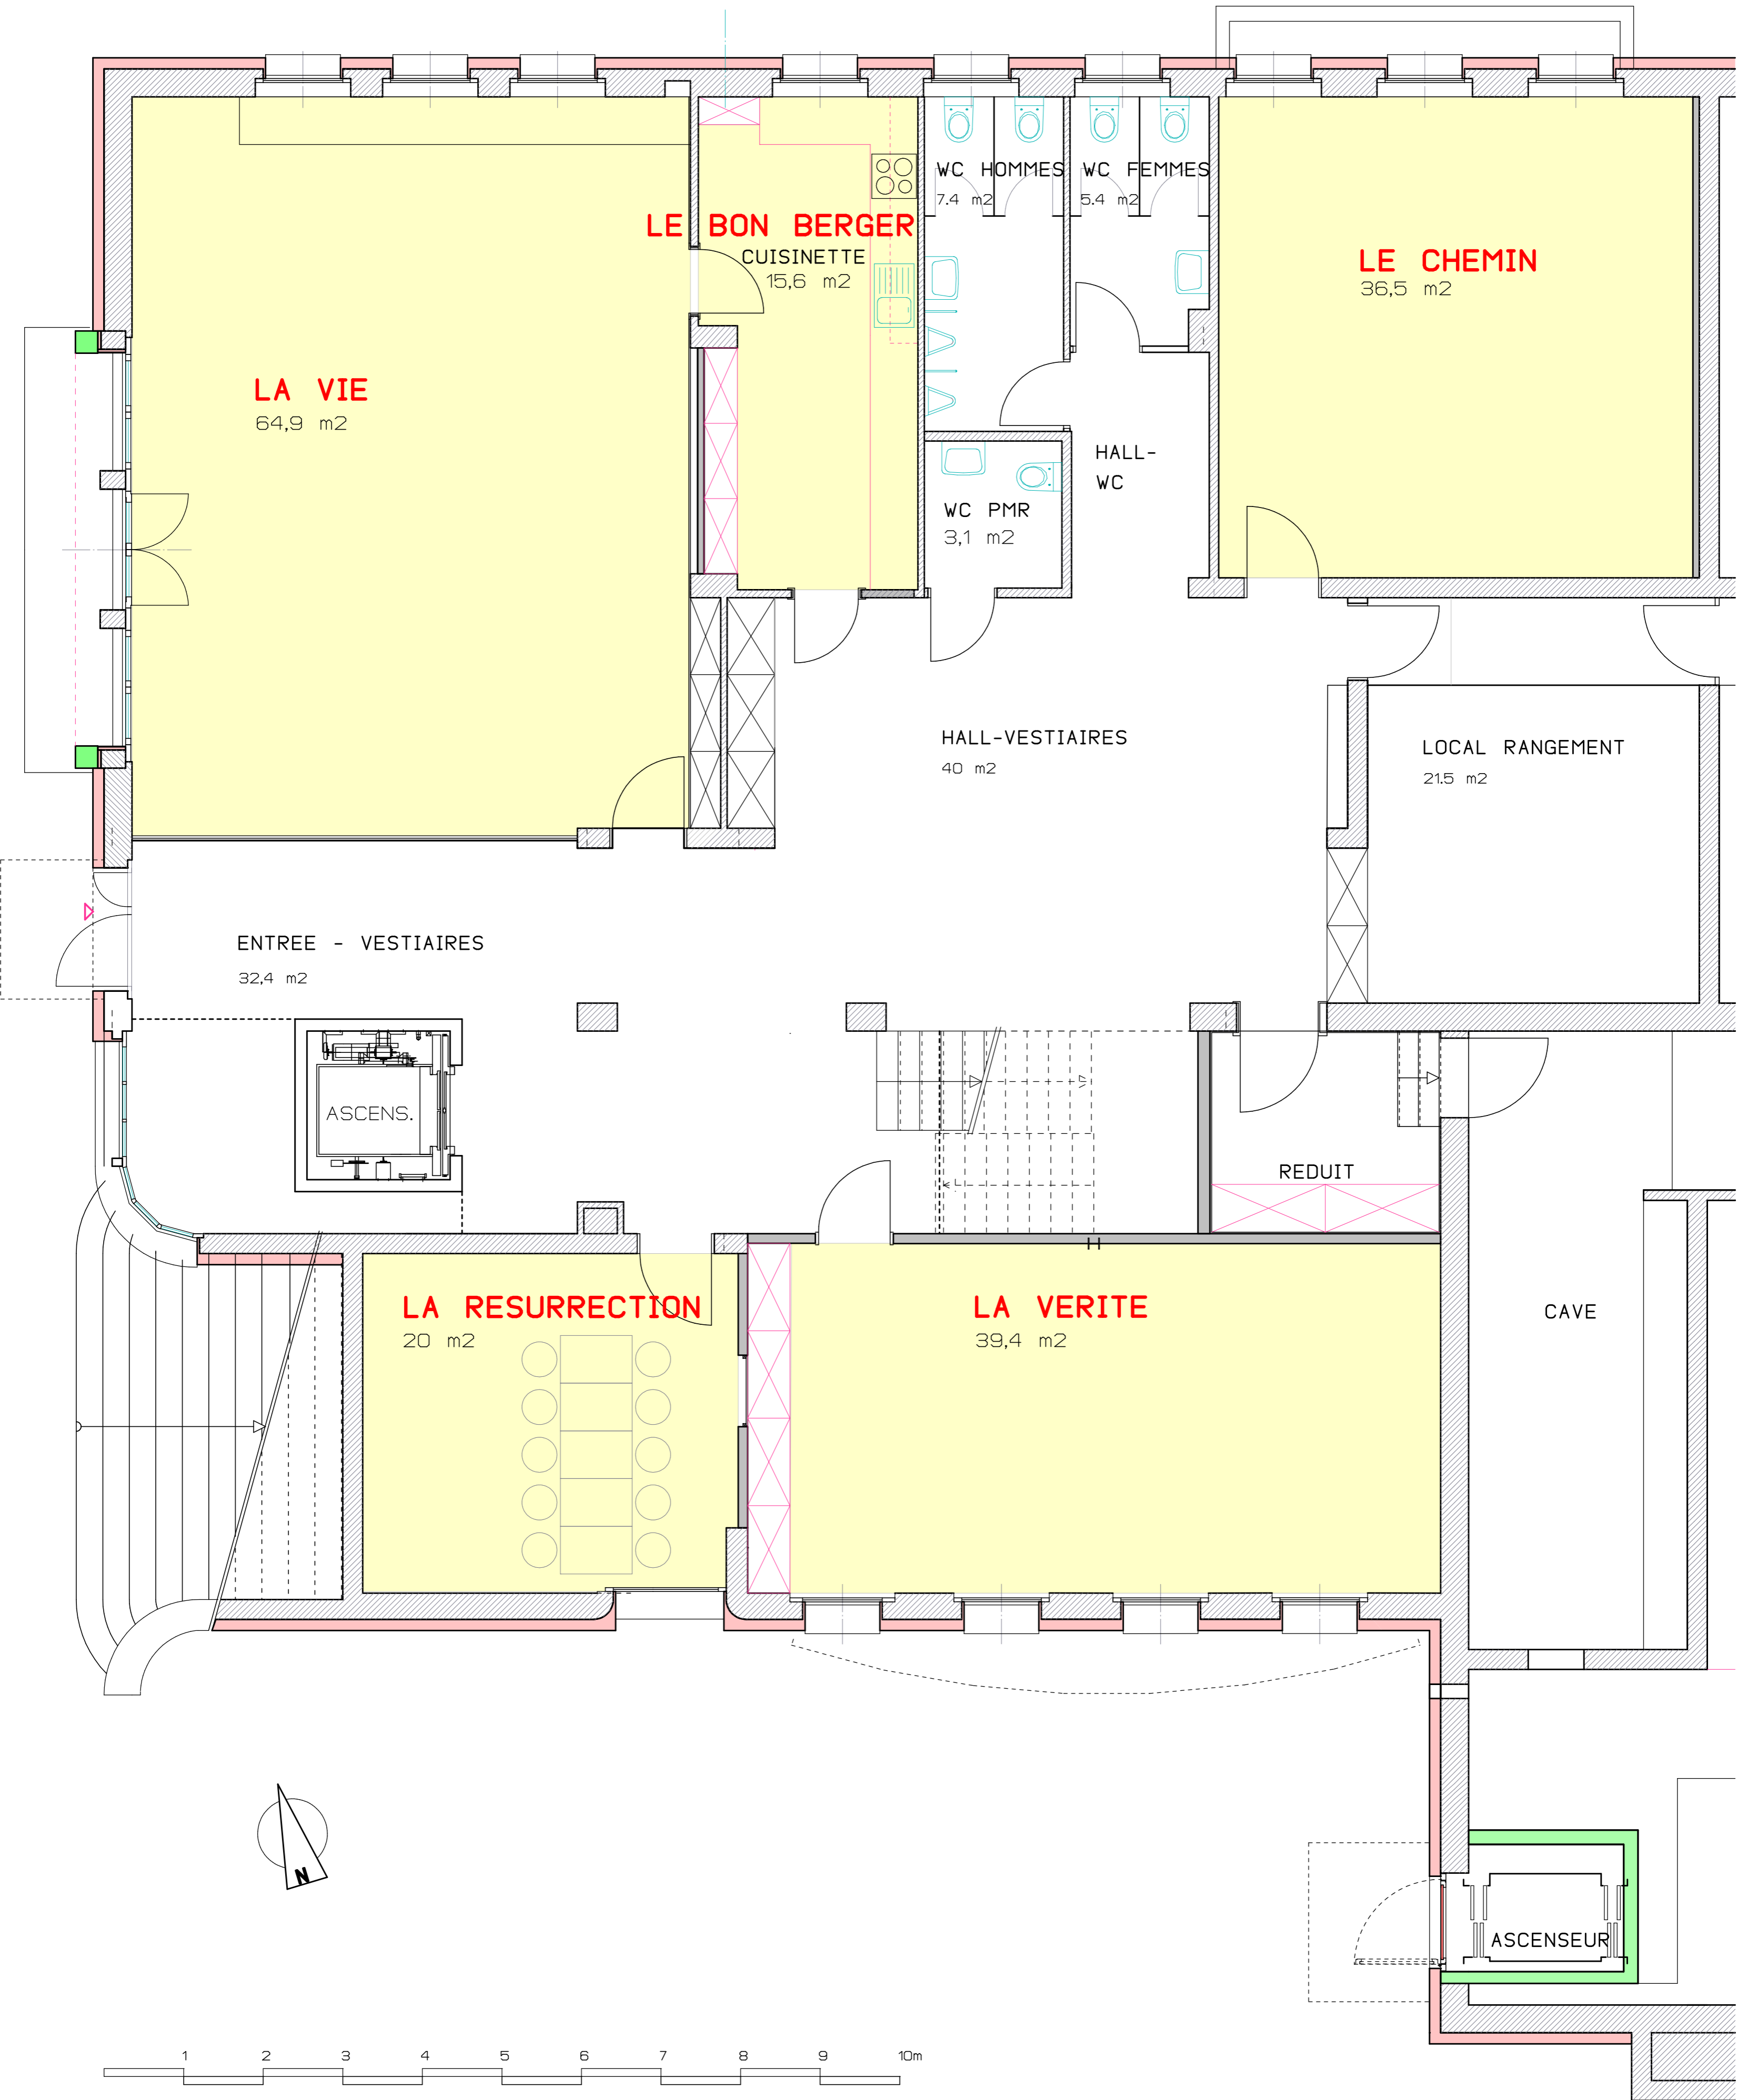 WC HOMMES
7.4 m2
WC FEMMES
5.4 m2
LE BON BERGER
CUISINETTE
15,6 m2
LE CHEMIN
36,5 m2
LA VIE
64,9 m2
HALL-
WC
WC PMR
3,1 m2
HALL-VESTIAIRES
40 m2
LOCAL RANGEMENT
21.5 m2
ENTREE - VESTIAIRES
32,4 m2
ASCENS.
REDUIT
LA RESURRECTION
20 m2
LA VERITE
39,4 m2
CAVE
N
ASCENSEUR
1 2 3 4 5 6 7 8 9 10m